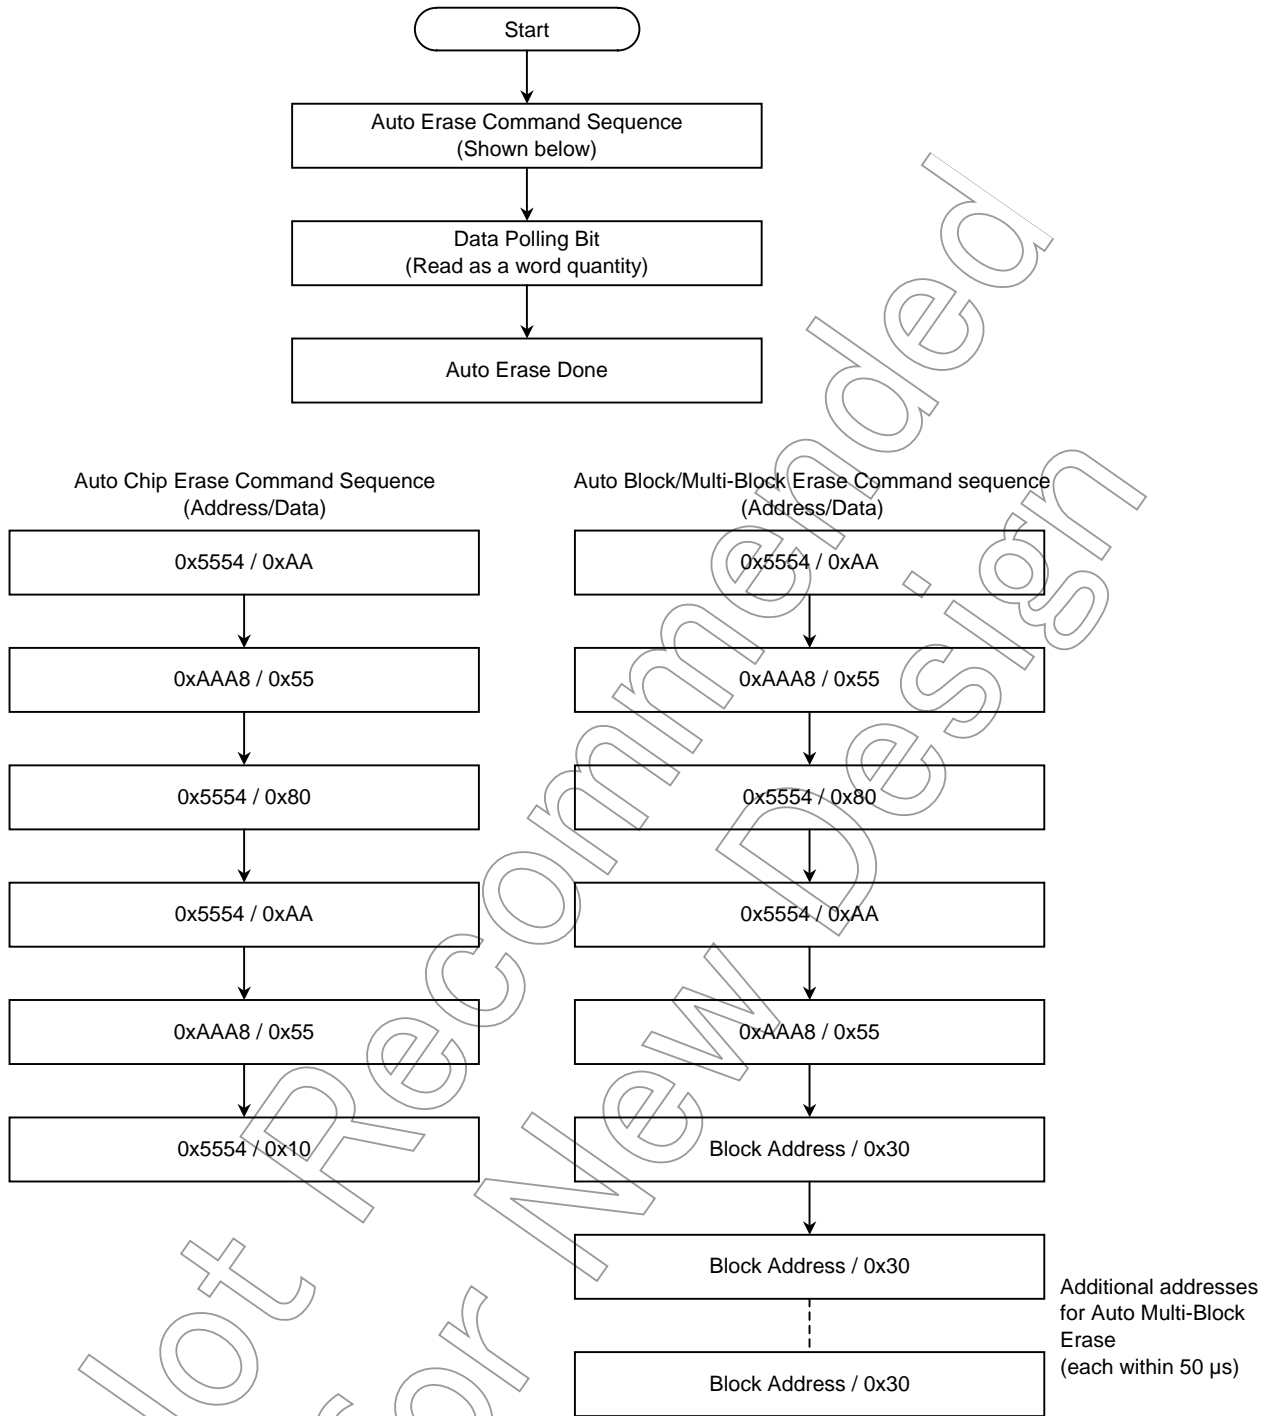 Start
Auto Erase Command Sequence
(Shown below)
Data Polling Bit
(Read as a word quantity)
Auto Erase Done
Auto Chip Erase Command Sequence
(Address/Data)
0x5554 / 0xAA
0xAAA8 / 0x55
0x5554 / 0x80
0x5554 / 0xAA
0xAAA8 / 0x55
0x5554 / 0x10
Auto Block/Multi-Block Erase Command sequence
(Address/Data)
0x5554 / 0xAA
0xAAA8 / 0x55
0x5554 / 0x80
0x5554 / 0xAA
0xAAA8 / 0x55
Block Address / 0x30
Block Address / 0x30
Block Address / 0x30
Additional addresses
for Auto Multi-Block
Erase
(each within 50 µs)
Not Recommended
for New Design